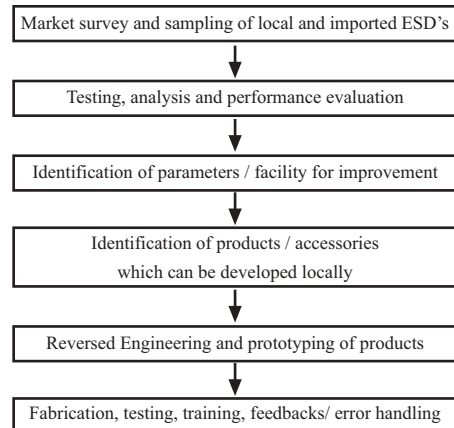 Market survey and sampling of local and imported ESD's
Testing, analysis and performance evaluation
Identification of parameters / facility for improvement
Identification of products / accessories
which can be developed locally
Reversed Engineering and prototyping of products
Fabrication, testing, training, feedbacks/ error handling